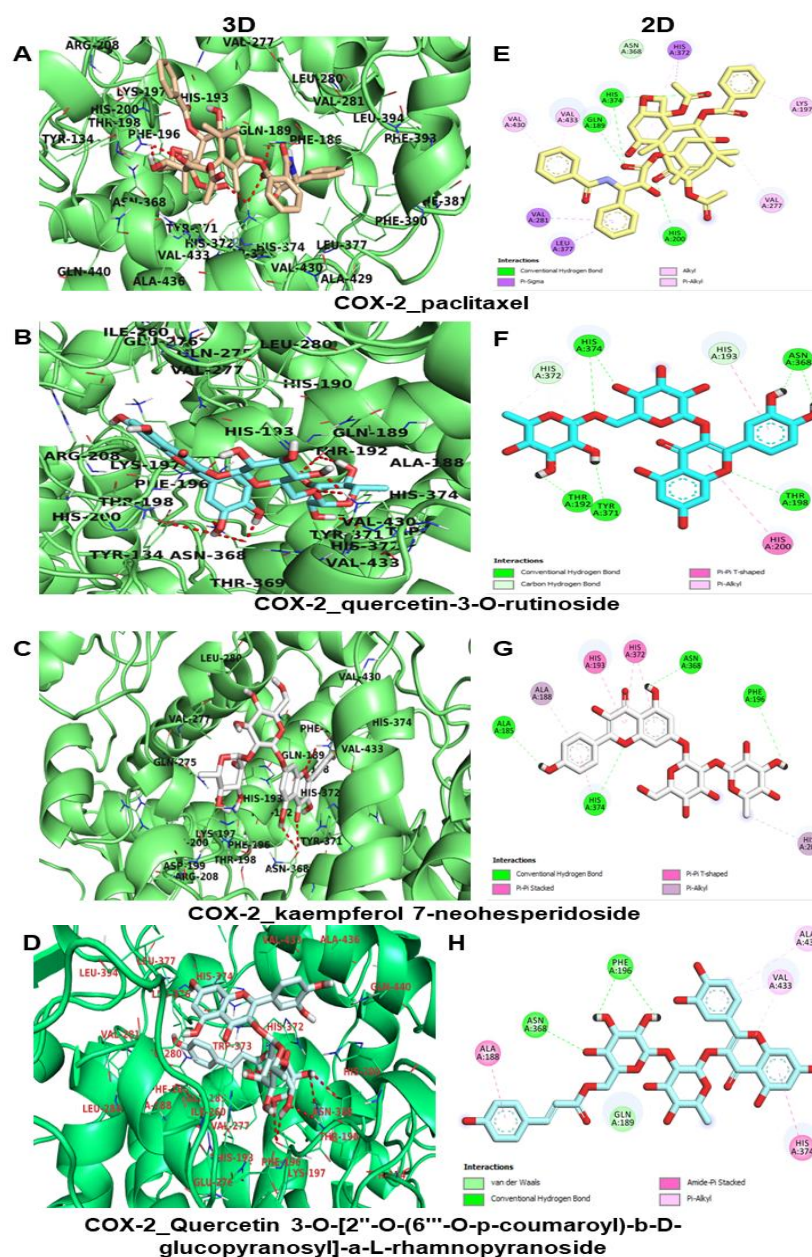 3D
2D
A
ARG-208
VAL-277
LYS-197
HIS-193
LEU-280
HIS-200
VAL-281
THR-198
TYR-134
PHE-196
GLN-189
PHE-186
LEU-394
PHE-393
ASN-368
PHE-390
HIS-372
HIS-374
LEU-377
VAL-433
VAL-430
GLN-440
ALA-436
ALA-429
COX-2_paclitaxel
E
ASN
A:368
HIS
A:372
HIS
A:374
LYS
A:197
VAL
A:430
VAL
A:433
GLN
A:189
VAL
A:277
VAL
A:281
LEU
A:377
HIS
A:200
Interactions
Conventional Hydrogen Bond
Pi-Sigma
Alkyl
Pi-Alkyl
B
ILE-260
GLU-276
LEU-280
VAL-277
HIS-190
HIS-193
GLN-189
ARG-208
THR-192
LYS-197
ALA-188
PHE-196
THR-198
HIS-374
HIS-200
VAL-430
TYR-371
TYR-134
ASN-368
HIS-372
VAL-433
THR-369
COX-2_quercetin-3-O-rutinoside
F
HIS
A:374
HIS
A:193
ASN
A:368
HIS
A:372
THR
A:192
TYR
A:371
THR
A:198
HIS
A:200
Interactions
Conventional Hydrogen Bond
Carbon Hydrogen Bond
Pi-Pi T-shaped
Pi-Alkyl
C
VAL-430
VAL-277
HIS-374
GLN-189
VAL-433
GLN-275
HIS-193
HIS-372
LYS-197
PHE-196
TYR-371
ASP-199
THR-198
ARG-208
ASN-368
COX-2_kaempferol 7-neohesperidoside
G
HIS
A:193
HIS
A:372
ASN
A:368
ALA
A:188
PHE
A:196
ALA
A:185
HIS
A:374
Interactions
Conventional Hydrogen Bond
Pi-Pi Stacked
Pi-Pi T-shaped
Pi-Alkyl
D
ALA-436
LEU-377
LEU-394
HIS-374
GLN-440
HIS-372
VAL-281
TRP-373
ILE-260
VAL-277
HIS-193
LYS-197
GLU-276
COX-2_Quercetin 3-O-[2''-O-(6'''-O-p-coumaroyl)-b-D-
glucopyranosyl]-a-L-rhamnopyranoside
H
PHE
A:196
VAL
A:433
ASN
A:368
ALA
A:188
GLN
A:189
HIS
A:374
Interactions
van der Waals
Conventional Hydrogen Bond
Amide-Pi Stacked
Pi-Alkyl